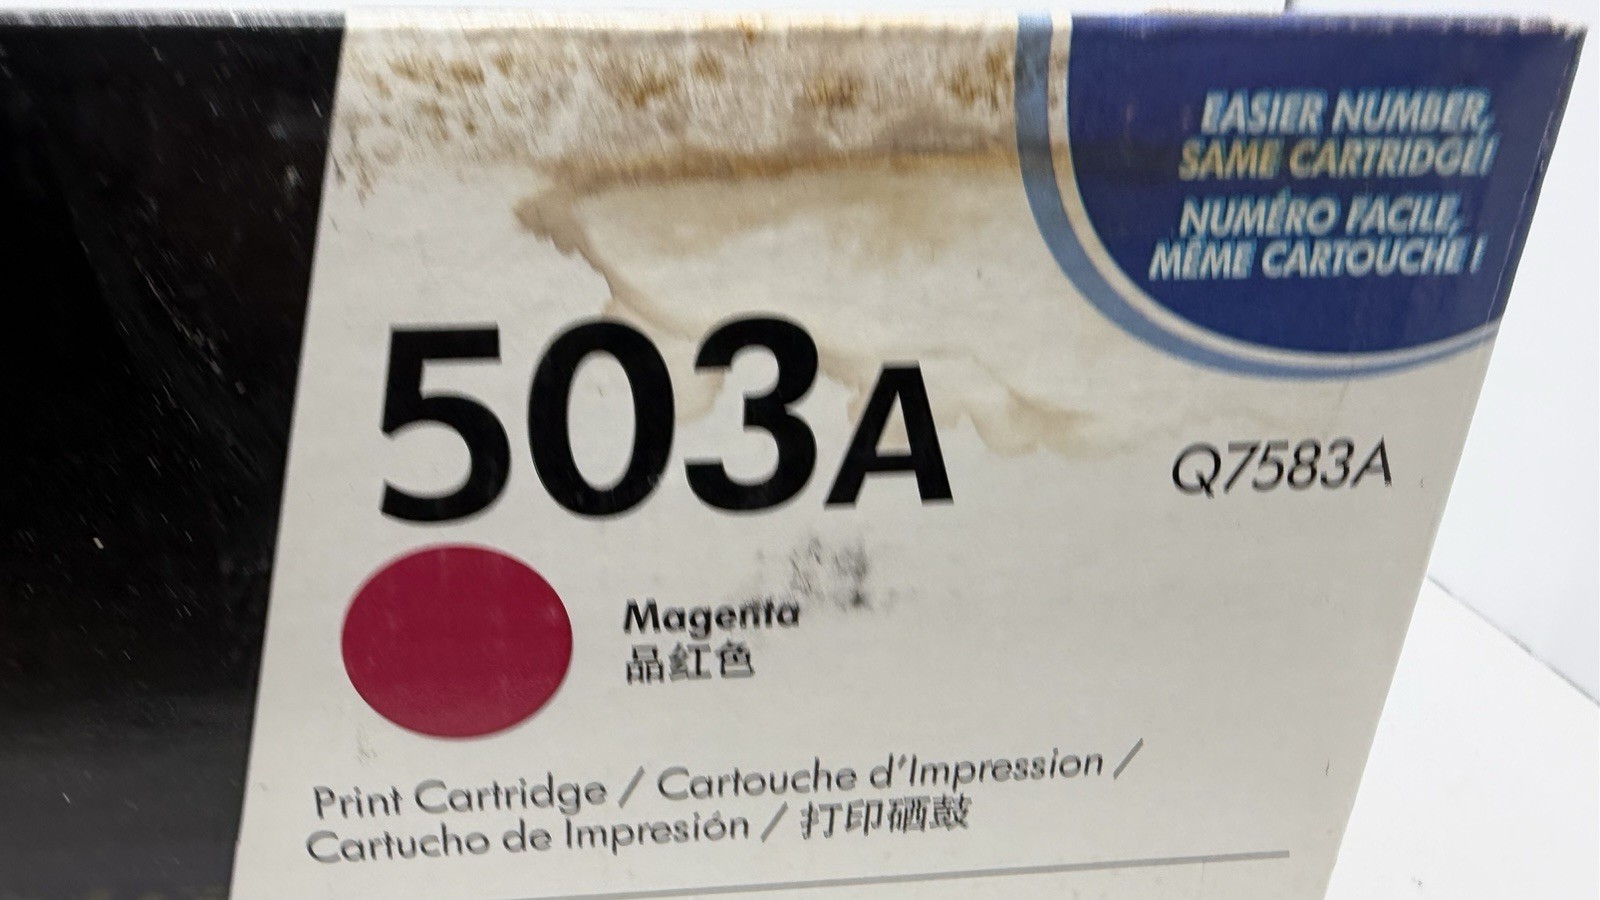 EASIER NUMBER,
SAME CARTRIDGE!
NUMÉRO FACILE,
MÊME CARTOUCHE !
503A
Q7583A
Magenta
品红色
Print Cartridge / Cartouche d'Impression /
Cartucho de Impresión / 打印硒鼓